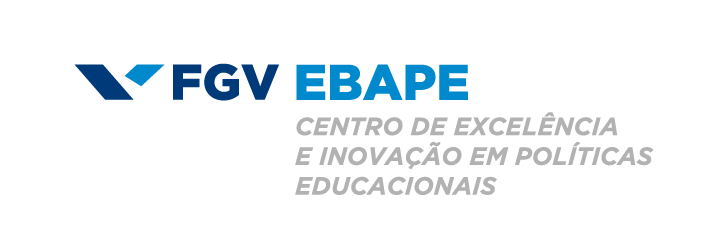 FGV EBAPE
CENTRO DE EXCELÊNCIA
E INOVAÇÃO EM POLÍTICAS
EDUCACIONAIS